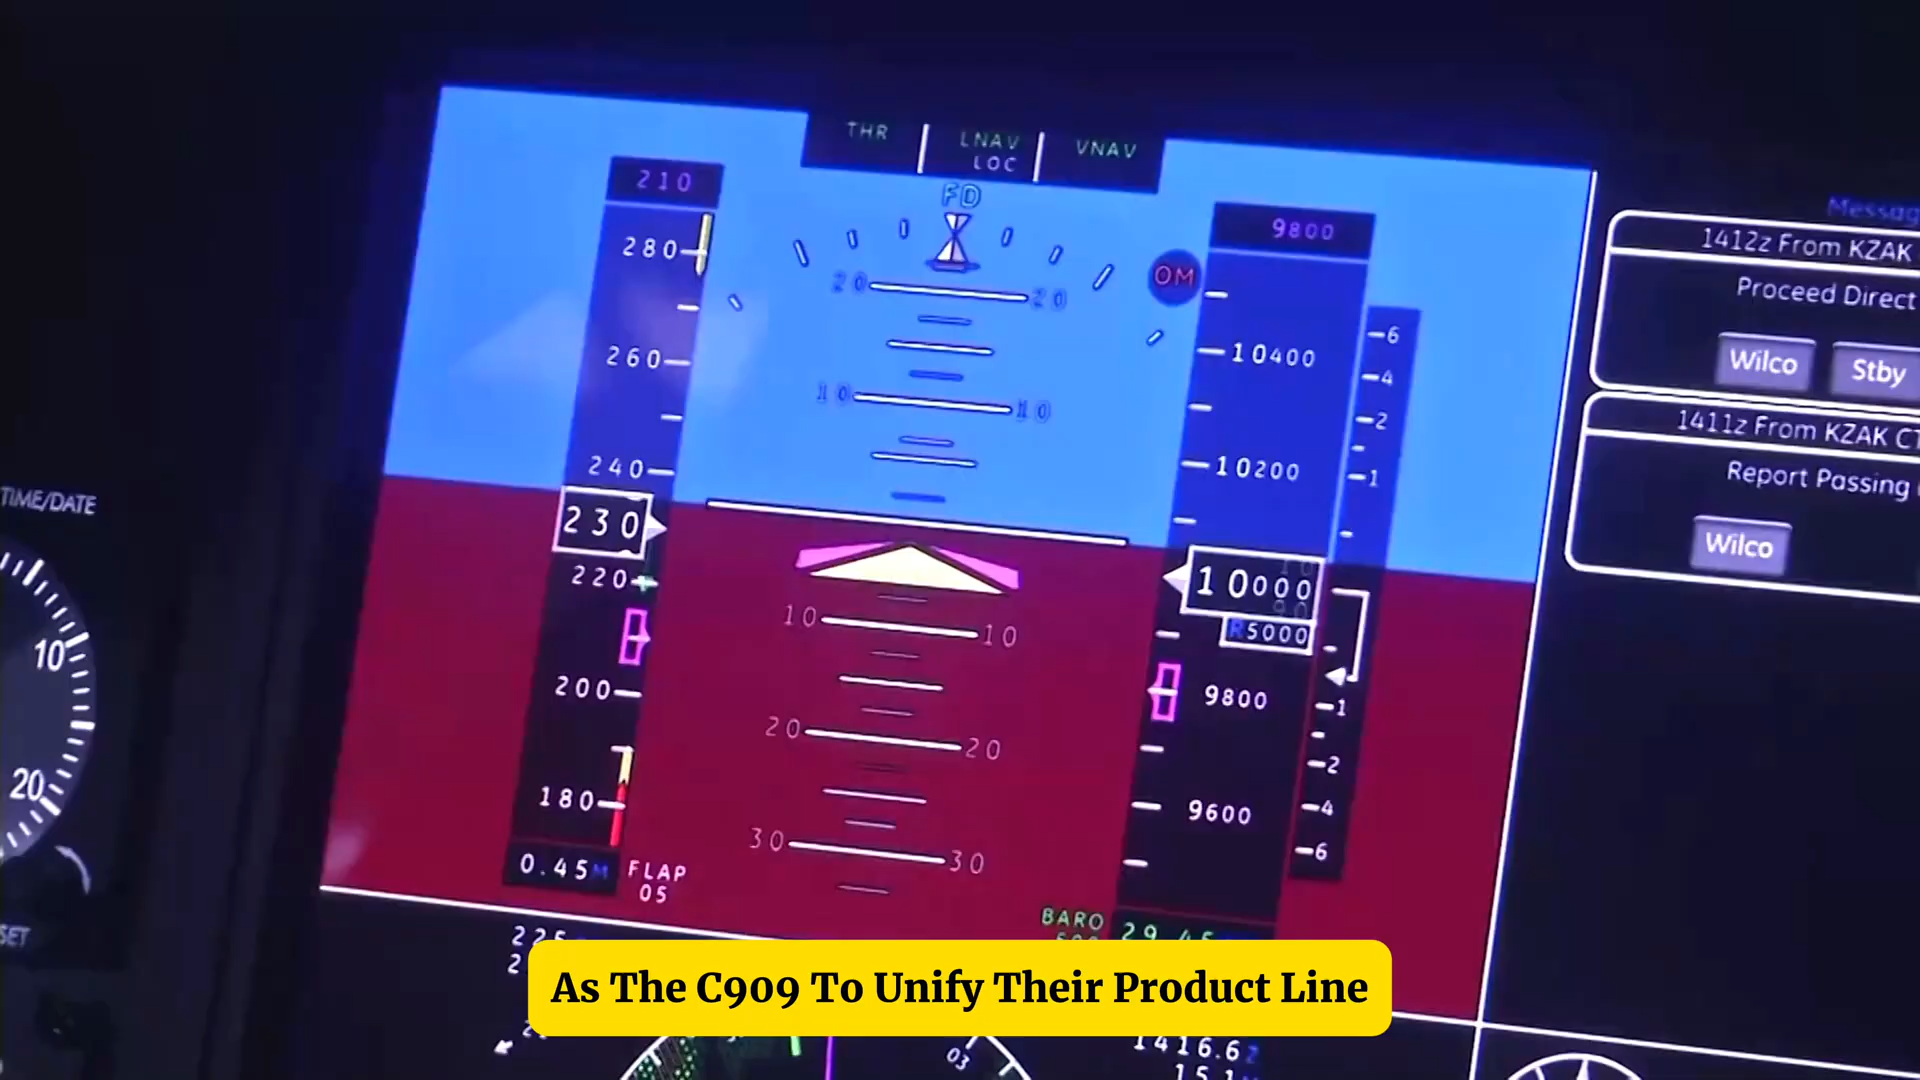 THR
LNAV
LOC
VNAV
210
FD
9800
280
20 20
OM
10400
6
4
260
10 10
2
1
10200
240
230
220
10000
R5000
10 10
200
9800
1
20 20
2
180
9600
4
30 30
6
0.45M
FLAP
05
BARO
29.45
225
1416.6Z
03
TIME/DATE
10
20
SET
1412z From KZAK
Proceed Direct
Wilco
Stby
1411z From KZAK
Report Passing
Wilco
As The C909 To Unify Their Product Line